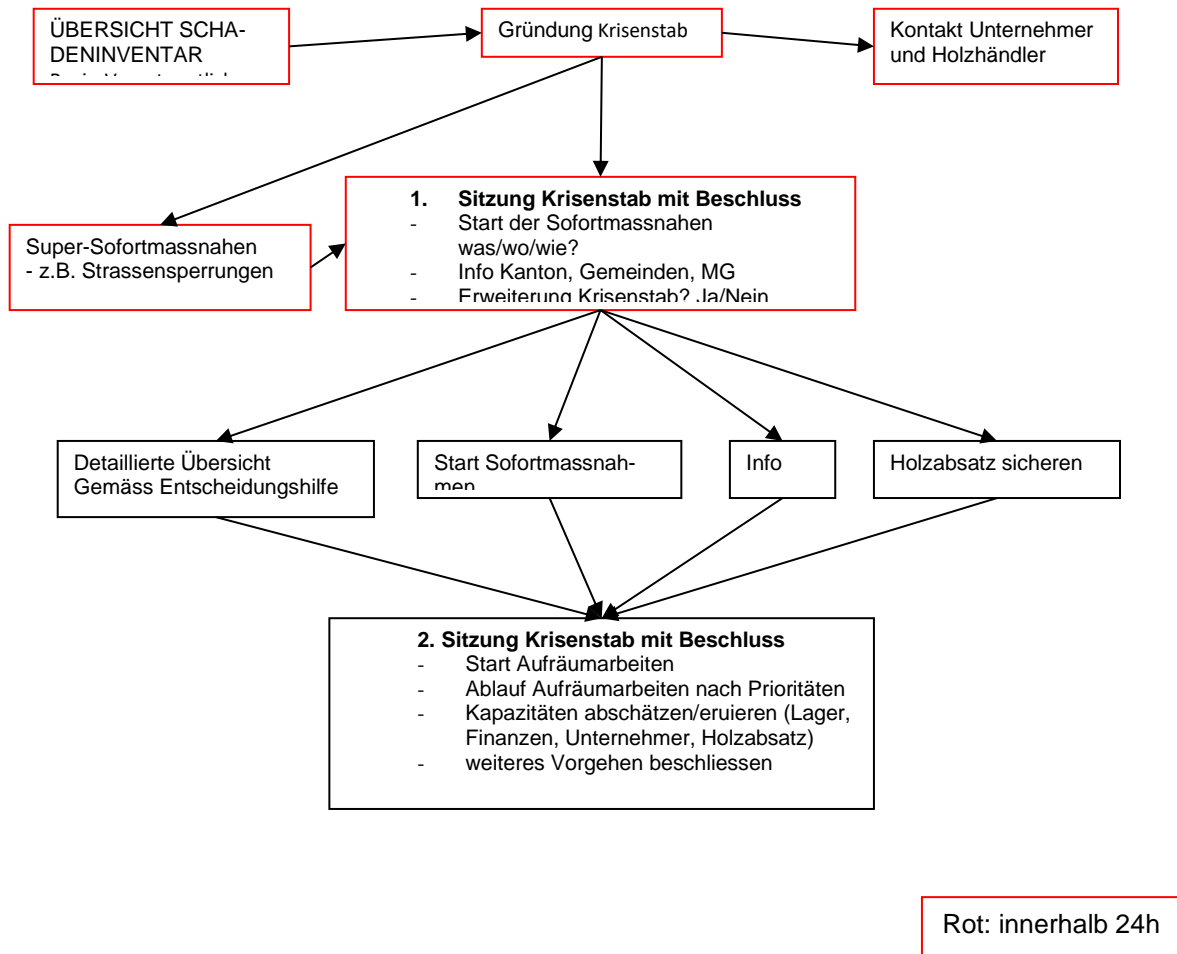 ÜBERSICHT SCHA-
DENINVENTAR
Gründung Krisenstab
Kontakt Unternehmer
und Holzhändler
Super-Sofortmassnahen
- z.B. Strassensperrungen
1. Sitzung Krisenstab mit Beschluss
- Start der Sofortmassnahen
was/wo/wie?
- Info Kanton, Gemeinden, MG
- Erweiterung Krisenstab? Ja/Nein
Detaillierte Übersicht
Gemäss Entscheidungshilfe
Start Sofortmassnah-
men
Info
Holzabsatz sicheren
2. Sitzung Krisenstab mit Beschluss
- Start Aufräumarbeiten
- Ablauf Aufräumarbeiten nach Prioritäten
- Kapazitäten abschätzen/eruieren (Lager,
Finanzen, Unternehmer, Holzabsatz)
- weiteres Vorgehen beschliessen
Rot: innerhalb 24h